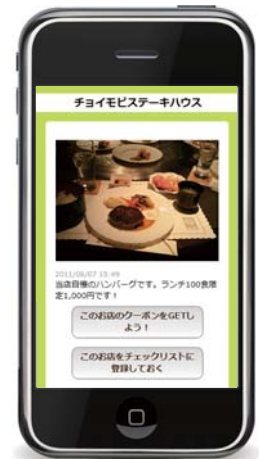 チョイモビステーキハウス
2011/08/07 15:49
当店自慢のハンバーグです。ランチ100食限
定1,000円です！
このお店のクーポンをGETし
よう！
このお店をチェックリストに
登録しておく